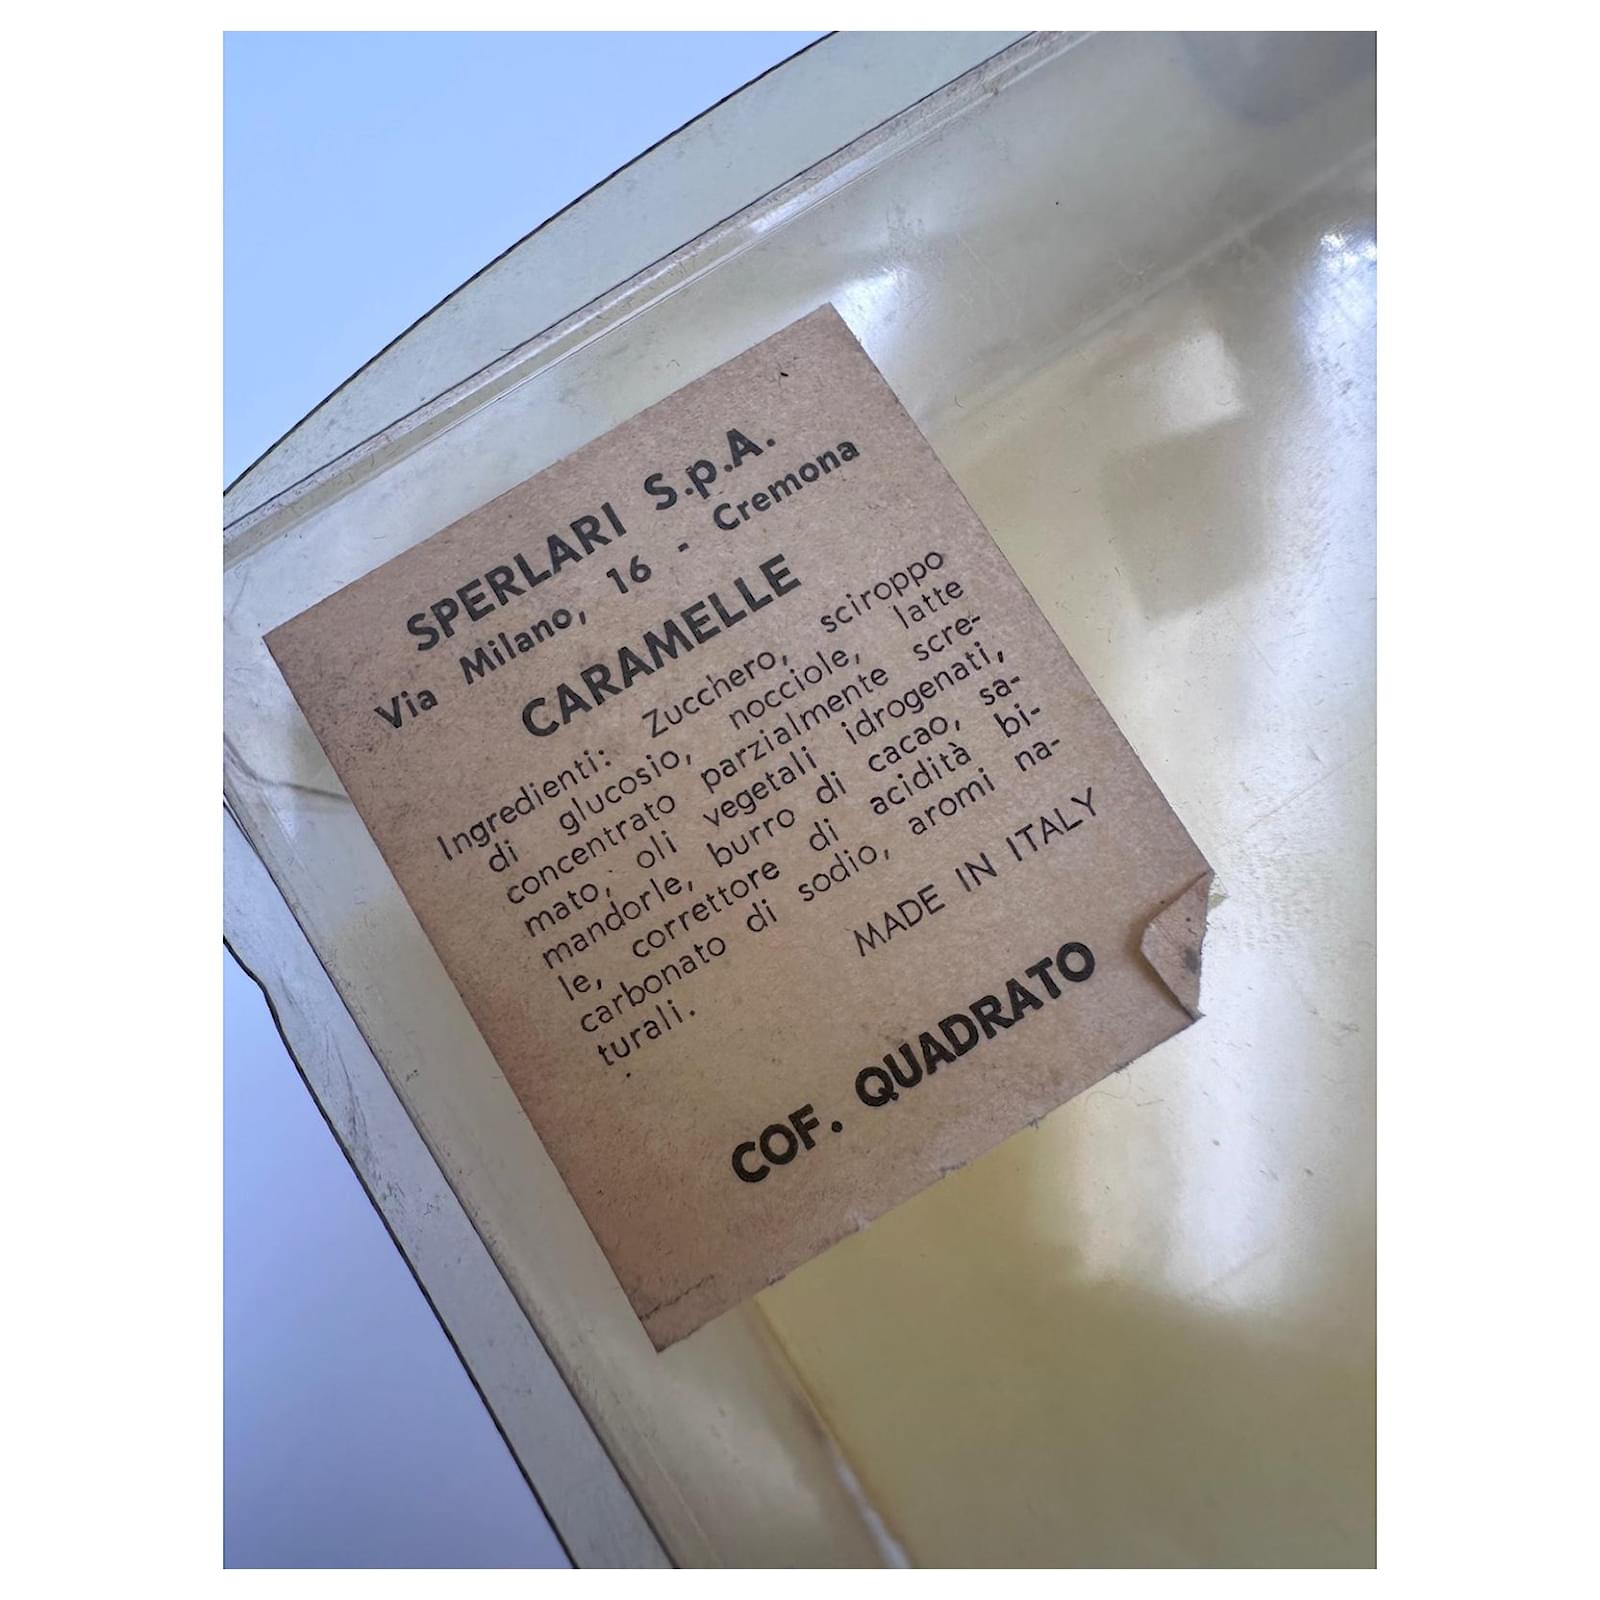 SPERLARI S.p.A.
Via Milano, 16 - Cremona
CARAMELLE
Ingredienti: Zucchero, sciroppo
di glucosio, nocciole, latte
concentrato parzialmente scre-
mato, oli vegetali idrogenati,
mandorle, burro di cacao, sa-
le, correttore di acidità bi-
carbonato di sodio, aromi na-
turali.
MADE IN ITALY
COF. QUADRATO